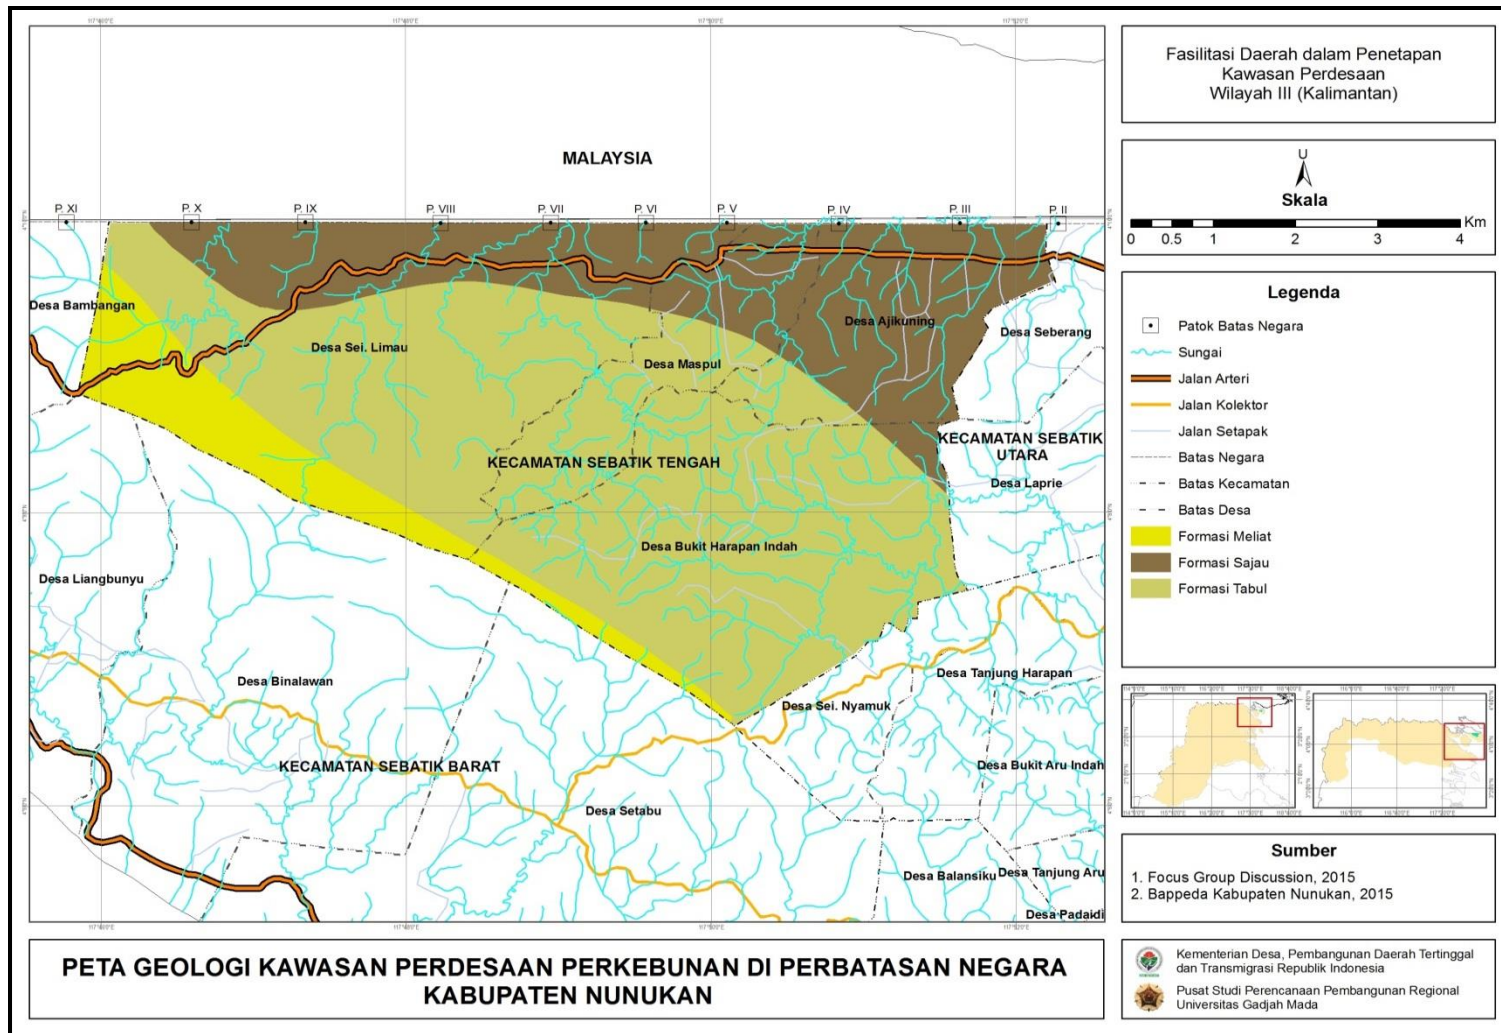 MALAYSIA
P. XI
P. X
P. IX
P. VIII
P. VII
P. VI
P. V
P. IV
P. III
P. II
Desa Bambangan
Desa Sei. Limau
Desa Maspul
Desa Ajikuning
Desa Seberang
KECAMATAN SEBATIK TENGAH
KECAMATAN SEBATIK
UTARA
Desa Laprie
Desa Bukit Harapan Indah
Desa Liangbunyu
Desa Binalawan
Desa Tanjung Harapan
Desa Sei. Nyamuk
KECAMATAN SEBATIK BARAT
Desa Bukit Aru Indah
Desa Setabu
Desa Balansiku
Desa Tanjung Aru
Desa Padaidi
PETA GEOLOGI KAWASAN PERDESAAN PERKEBUNAN DI PERBATASAN NEGARA
KABUPATEN NUNUKAN
Fasilitasi Daerah dalam Penetapan
Kawasan Perdesaan
Wilayah III (Kalimantan)
U
Skala
Km
0 0.5 1 2 3 4
Legenda
Patok Batas Negara
Sungai
Jalan Arteri
Jalan Kolektor
Jalan Setapak
Batas Negara
Batas Kecamatan
Batas Desa
Formasi Meliat
Formasi Sajau
Formasi Tabul
Sumber
1. Focus Group Discussion, 2015
2. Bappeda Kabupaten Nunukan, 2015
Kementerian Desa, Pembangunan Daerah Tertinggal
dan Transmigrasi Republik Indonesia
Pusat Studi Perencanaan Pembangunan Regional
Universitas Gadjah Mada